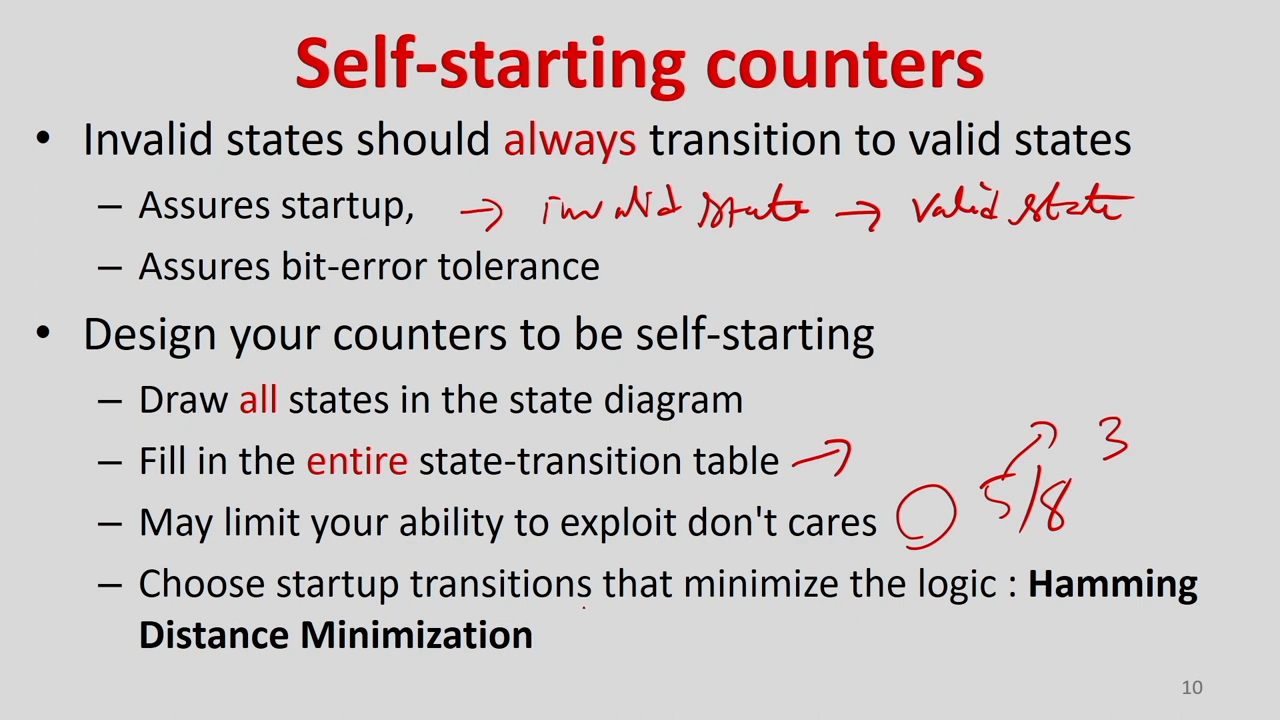 Self-starting counters
• Invalid states should always transition to valid states
– Assures startup, → invalid state → valid state
– Assures bit-error tolerance
• Design your counters to be self-starting
– Draw all states in the state diagram
– Fill in the entire state-transition table → 3
– May limit your ability to exploit don't cares 5/8
– Choose startup transitions that minimize the logic : Hamming
Distance Minimization
10